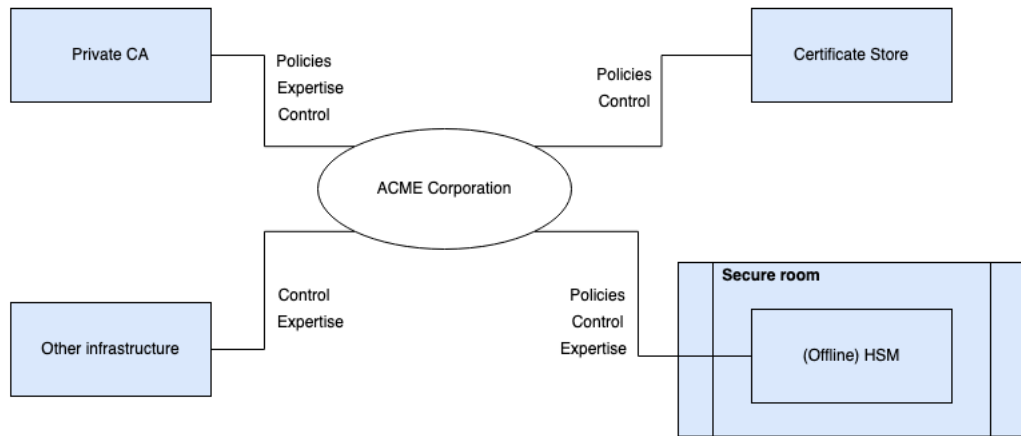 Private CA
Policies
Expertise
Control
Policies
Control
Certificate Store
ACME Corporation
Other infrastructure
Control
Expertise
Policies
Control
Expertise
Secure room
(Offline) HSM